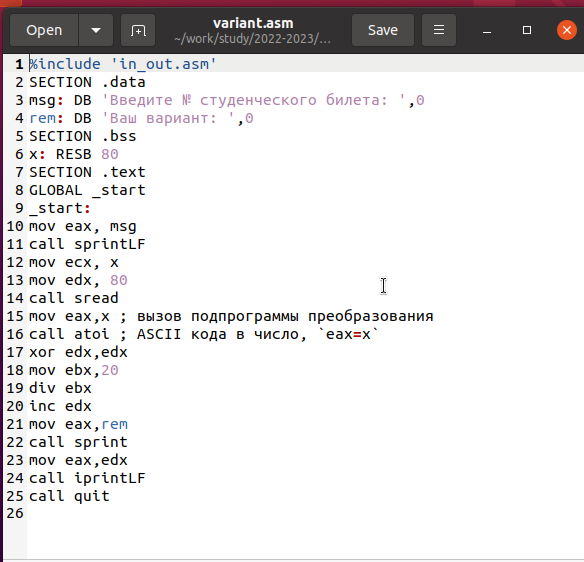 Open
variant.asm
~/work/study/2022-2023/...
Save
1 %include 'in_out.asm'
2 SECTION .data
3 msg: DB 'Введите № студенческого билета: ',0
4 rem: DB 'Ваш вариант: ',0
5 SECTION .bss
6 x: RESB 80
7 SECTION .text
8 GLOBAL _start
9 _start:
10 mov eax, msg
11 call sprintLF
12 mov ecx, x
13 mov edx, 80
14 call sread
15 mov eax,x ; вызов подпрограммы преобразования
16 call atoi ; ASCII кода в число, `eax=x`
17 xor edx,edx
18 mov ebx,20
19 div ebx
20 inc edx
21 mov eax,rem
22 call sprint
23 mov eax,edx
24 call iprintLF
25 call quit
26